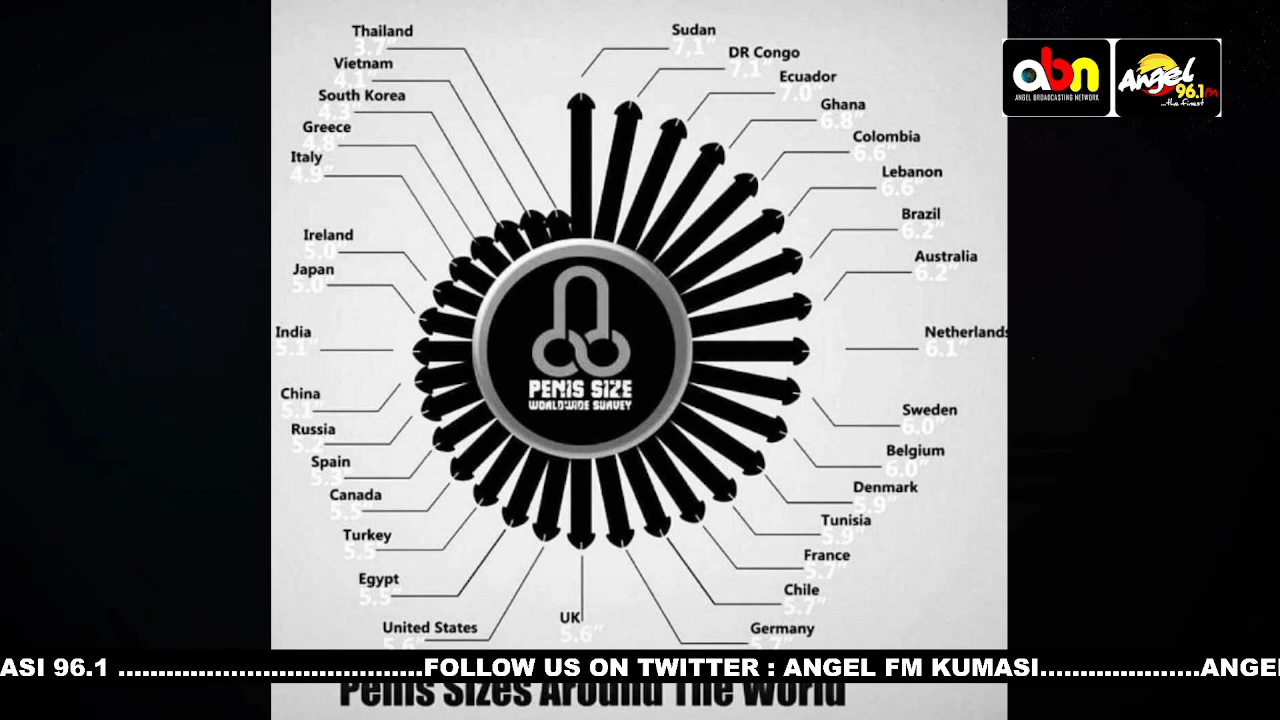 Thailand
3.7"
Vietnam
4.1"
South Korea
4.3"
Greece
4.8"
Italy
4.9"
Ireland
5.0"
Japan
5.0"
India
5.1"
China
5.1"
Russia
5.2"
Spain
5.3"
Canada
5.5"
Turkey
5.5"
Egypt
5.5"
United States
5.6"
UK
5.6"
Sudan
7,1"
DR Congo
7.1"
Ecuador
7.0"
Ghana
6.8"
Colombia
6.6"
Lebanon
6.6"
Brazil
6.2"
Australia
6.2"
Netherlands
6.1"
Sweden
6.0"
Belgium
6.0"
Denmark
5.9"
Tunisia
5.9"
France
5.7"
Chile
5.7"
Germany
5.7"
PENIS SIZE
WORLDWIDE SURVEY
abn
ANGEL BROADCASTING NETWORK
Angel
96.1 FM
...the finest
ASI 96.1 .......................................FOLLOW US ON TWITTER : ANGEL FM KUMASI....................ANGE
Penis Sizes Around The World